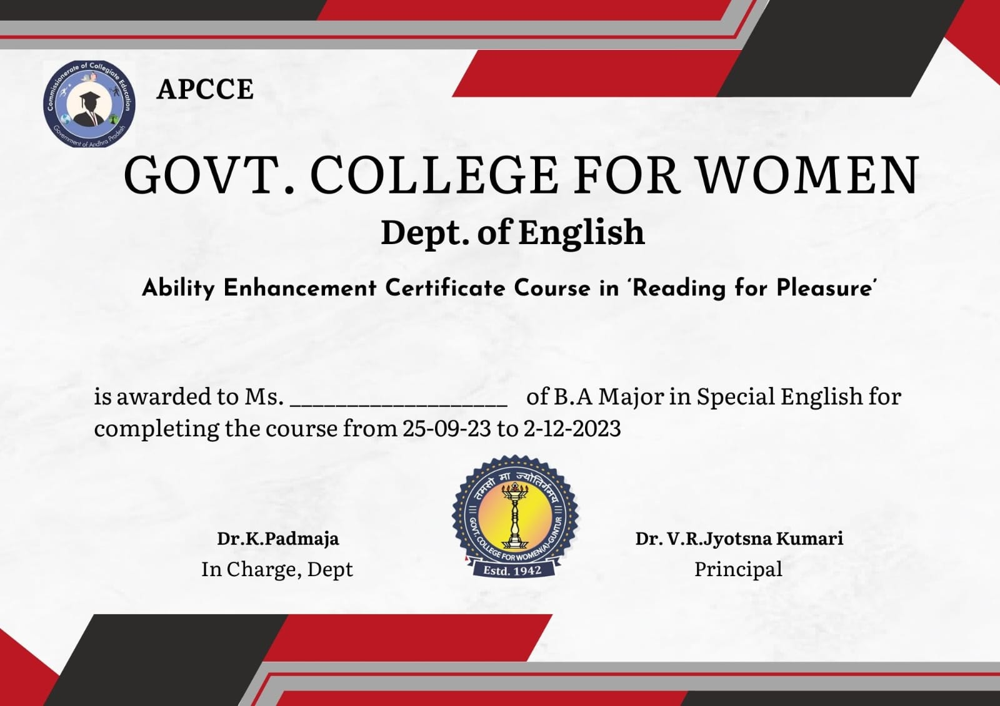 Commissionerate of Collegiate Education
Government of Andhra Pradesh
APCCE
GOVT. COLLEGE FOR WOMEN
Dept. of English
Ability Enhancement Certificate Course in ‘Reading for Pleasure’
is awarded to Ms. ___________________ of B.A Major in Special English for
completing the course from 25-09-23 to 2-12-2023
तमसो मा ज्योतिर्गमय
GOVT. COLLEGE FOR WOMEN(A)-GUNTUR
Estd. 1942
Dr.K.Padmaja
In Charge, Dept
Dr. V.R.Jyotsna Kumari
Principal